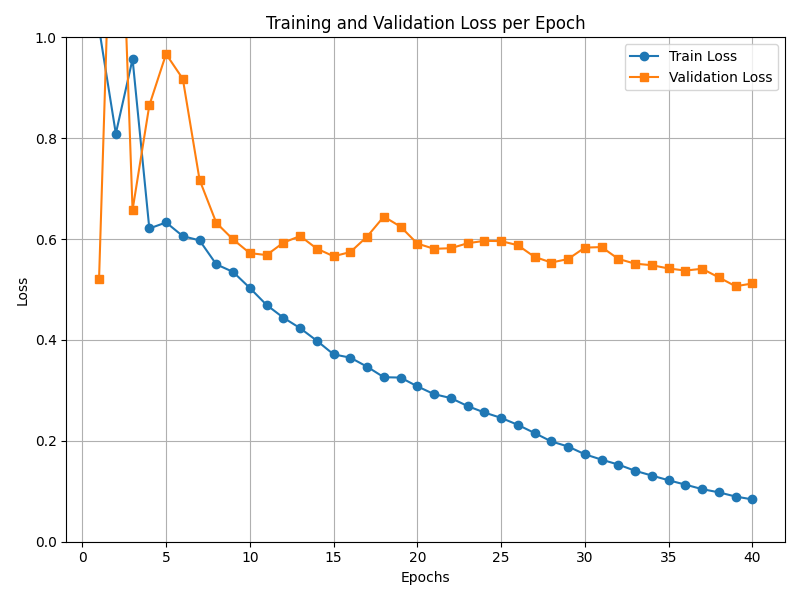 Training and Validation Loss per Epoch
Train Loss
Validation Loss
Loss
1.0
0.8
0.6
0.4
0.2
0.0
0 5 10 15 20 25 30 35 40
Epochs